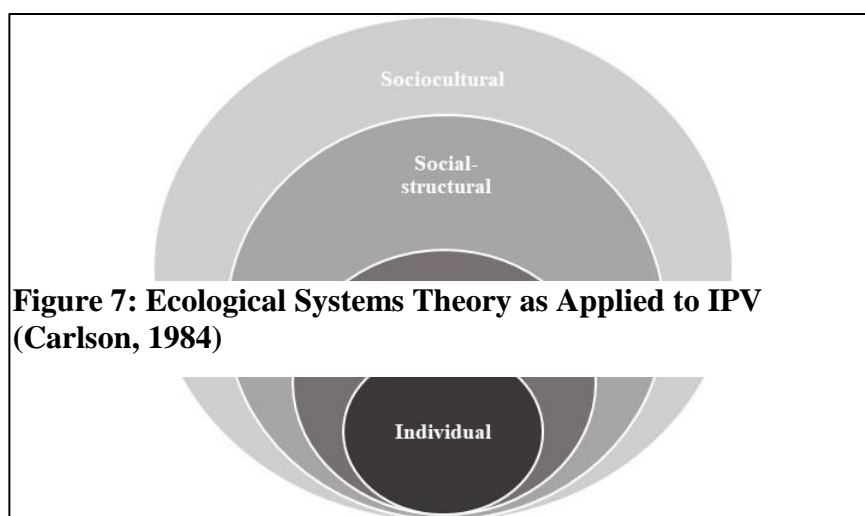 Sociocultural
Social-
structural
Figure 7: Ecological Systems Theory as Applied to IPV
(Carlson, 1984)
Individual